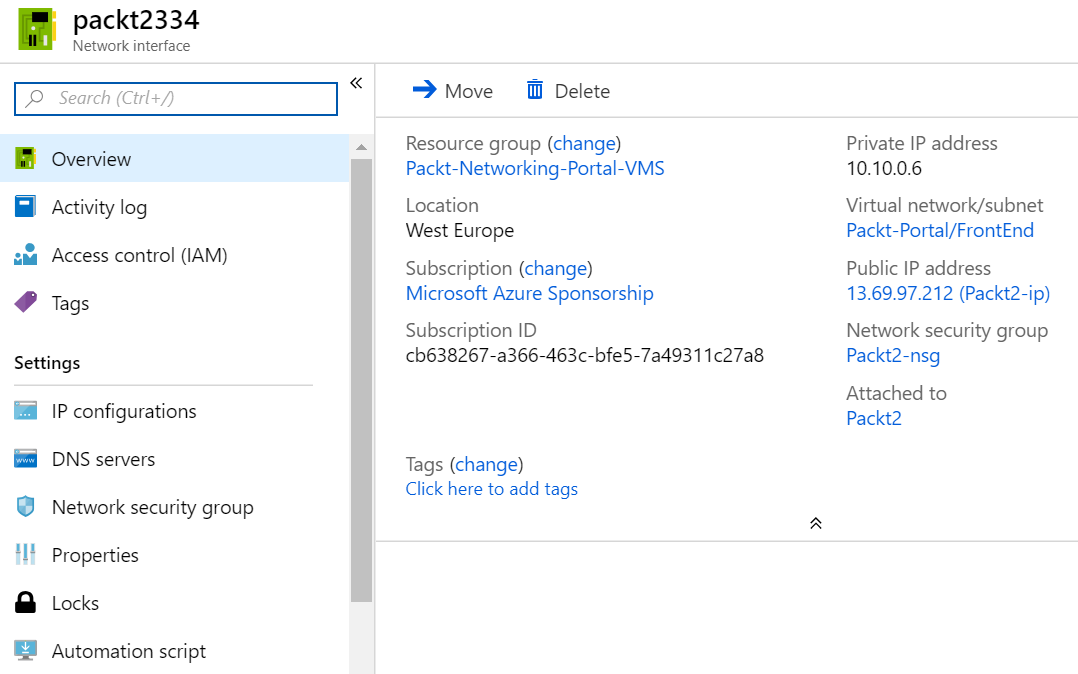 packt2334
Network interface
Search (Ctrl+/)
Overview
Activity log
Access control (IAM)
Tags
Settings
IP configurations
DNS servers
Network security group
Properties
Locks
Automation script
Move
Delete
Resource group (change)
Packt-Networking-Portal-VMS
Location
West Europe
Subscription (change)
Microsoft Azure Sponsorship
Subscription ID
cb638267-a366-463c-bfe5-7a49311c27a8
Private IP address
10.10.0.6
Virtual network/subnet
Packt-Portal/FrontEnd
Public IP address
13.69.97.212 (Packt2-ip)
Network security group
Packt2-nsg
Attached to
Packt2
Tags (change)
Click here to add tags